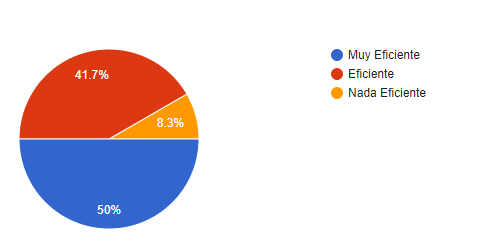 Muy Eficiente
Eficiente
Nada Eficiente
41.7%
8.3%
50%